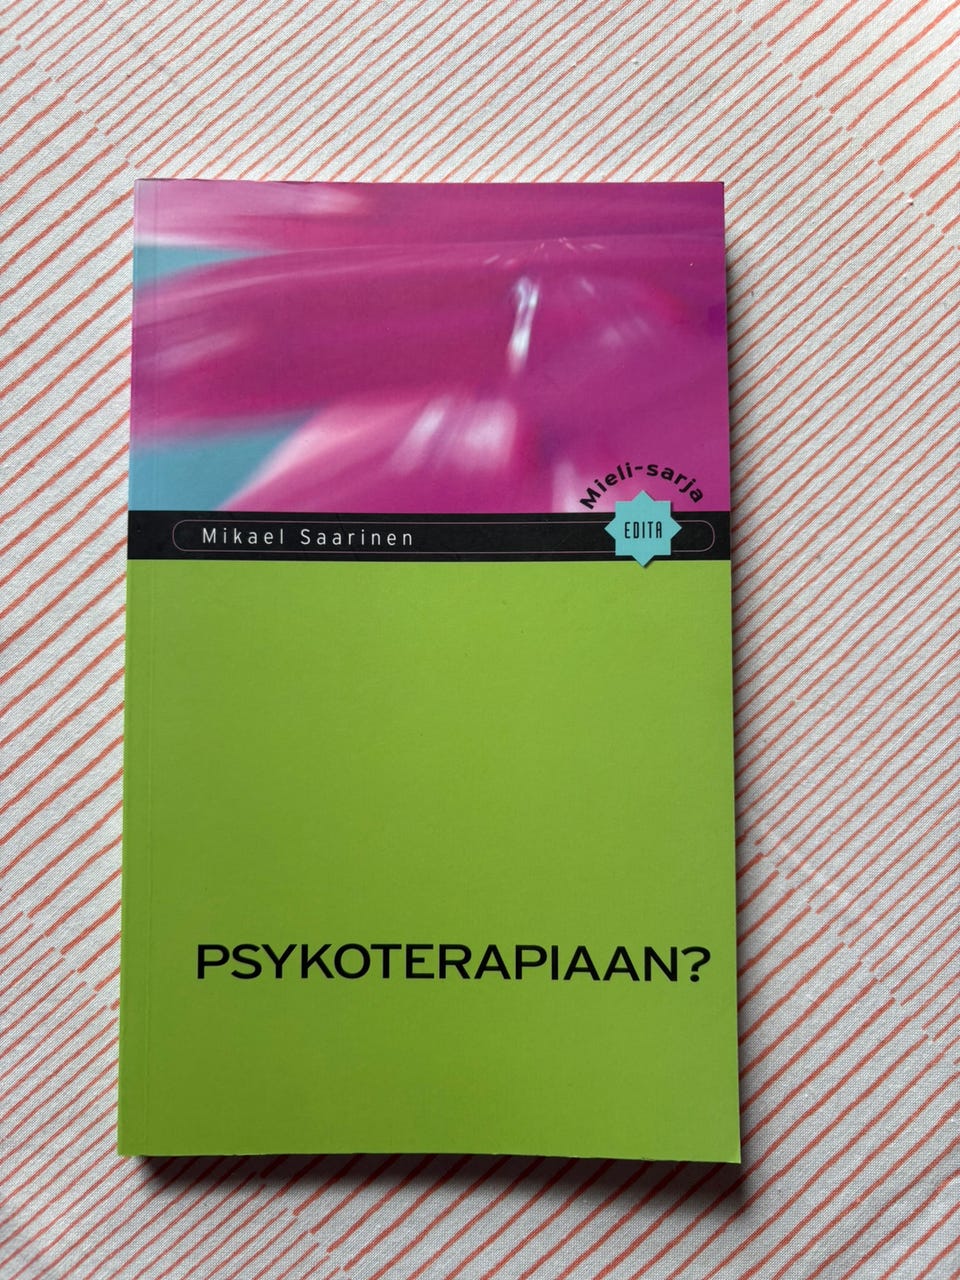 Mieli-sarja
Mikael Saarinen
EDITA
PSYKOTERAPIAAN?